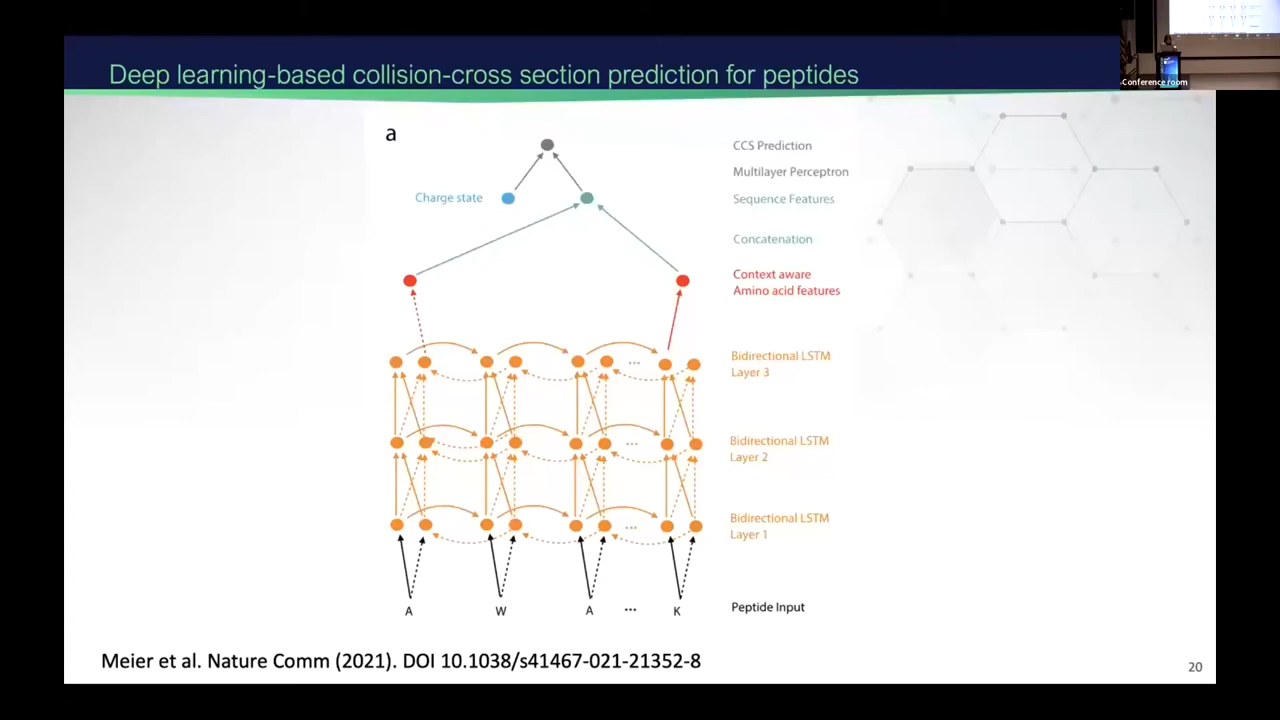 Deep learning-based collision-cross section prediction for peptides
Conference room
a
CCS Prediction
Multilayer Perceptron
Charge state
Sequence Features
Concatenation
Context aware
Amino acid features
...
Bidirectional LSTM
Layer 3
...
Bidirectional LSTM
Layer 2
...
Bidirectional LSTM
Layer 1
A W A ... K
Peptide Input
Meier et al. Nature Comm (2021). DOI 10.1038/s41467-021-21352-8
20